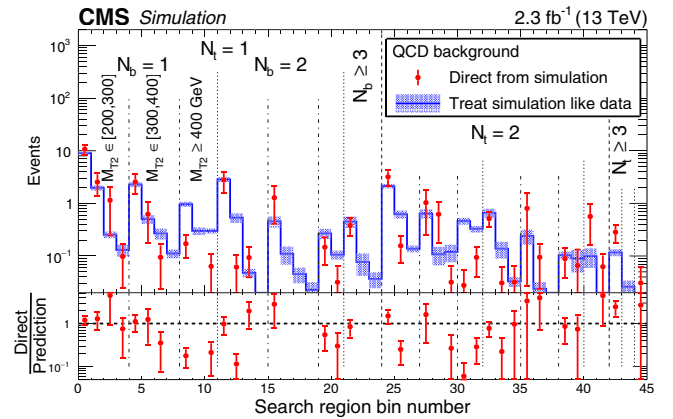 CMS Simulation 2.3 fb⁻¹ (13 TeV)
Events
10³
10²
10
1
10⁻¹
N_t = 1
N_b = 1
N_b = 2
N_b ≥ 3
M_T2 ∈ [200,300]
M_T2 ∈ [300,400]
M_T2 ≥ 400 GeV
QCD background
Direct from simulation
Treat simulation like data
N_t = 2
N_t ≥ 3
Direct
Prediction
1
10⁻¹
0 5 10 15 20 25 30 35 40 45
Search region bin number